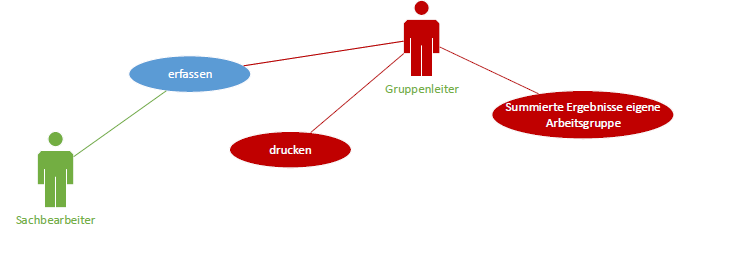 erfassen
Gruppenleiter
Summierte Ergebnisse eigene
Arbeitsgruppe
drucken
Sachbearbeiter